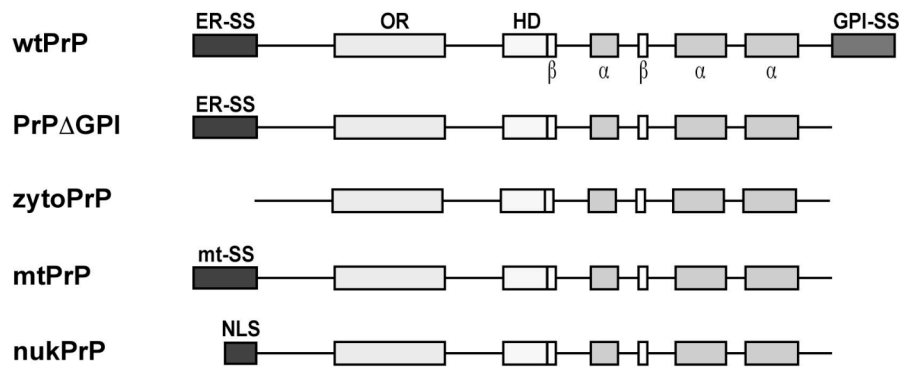 ER-SS OR HD GPI-SS
wtPrP
β α β α α
ER-SS
PrPΔGPI
zytoPrP
mt-SS
mtPrP
NLS
nukPrP